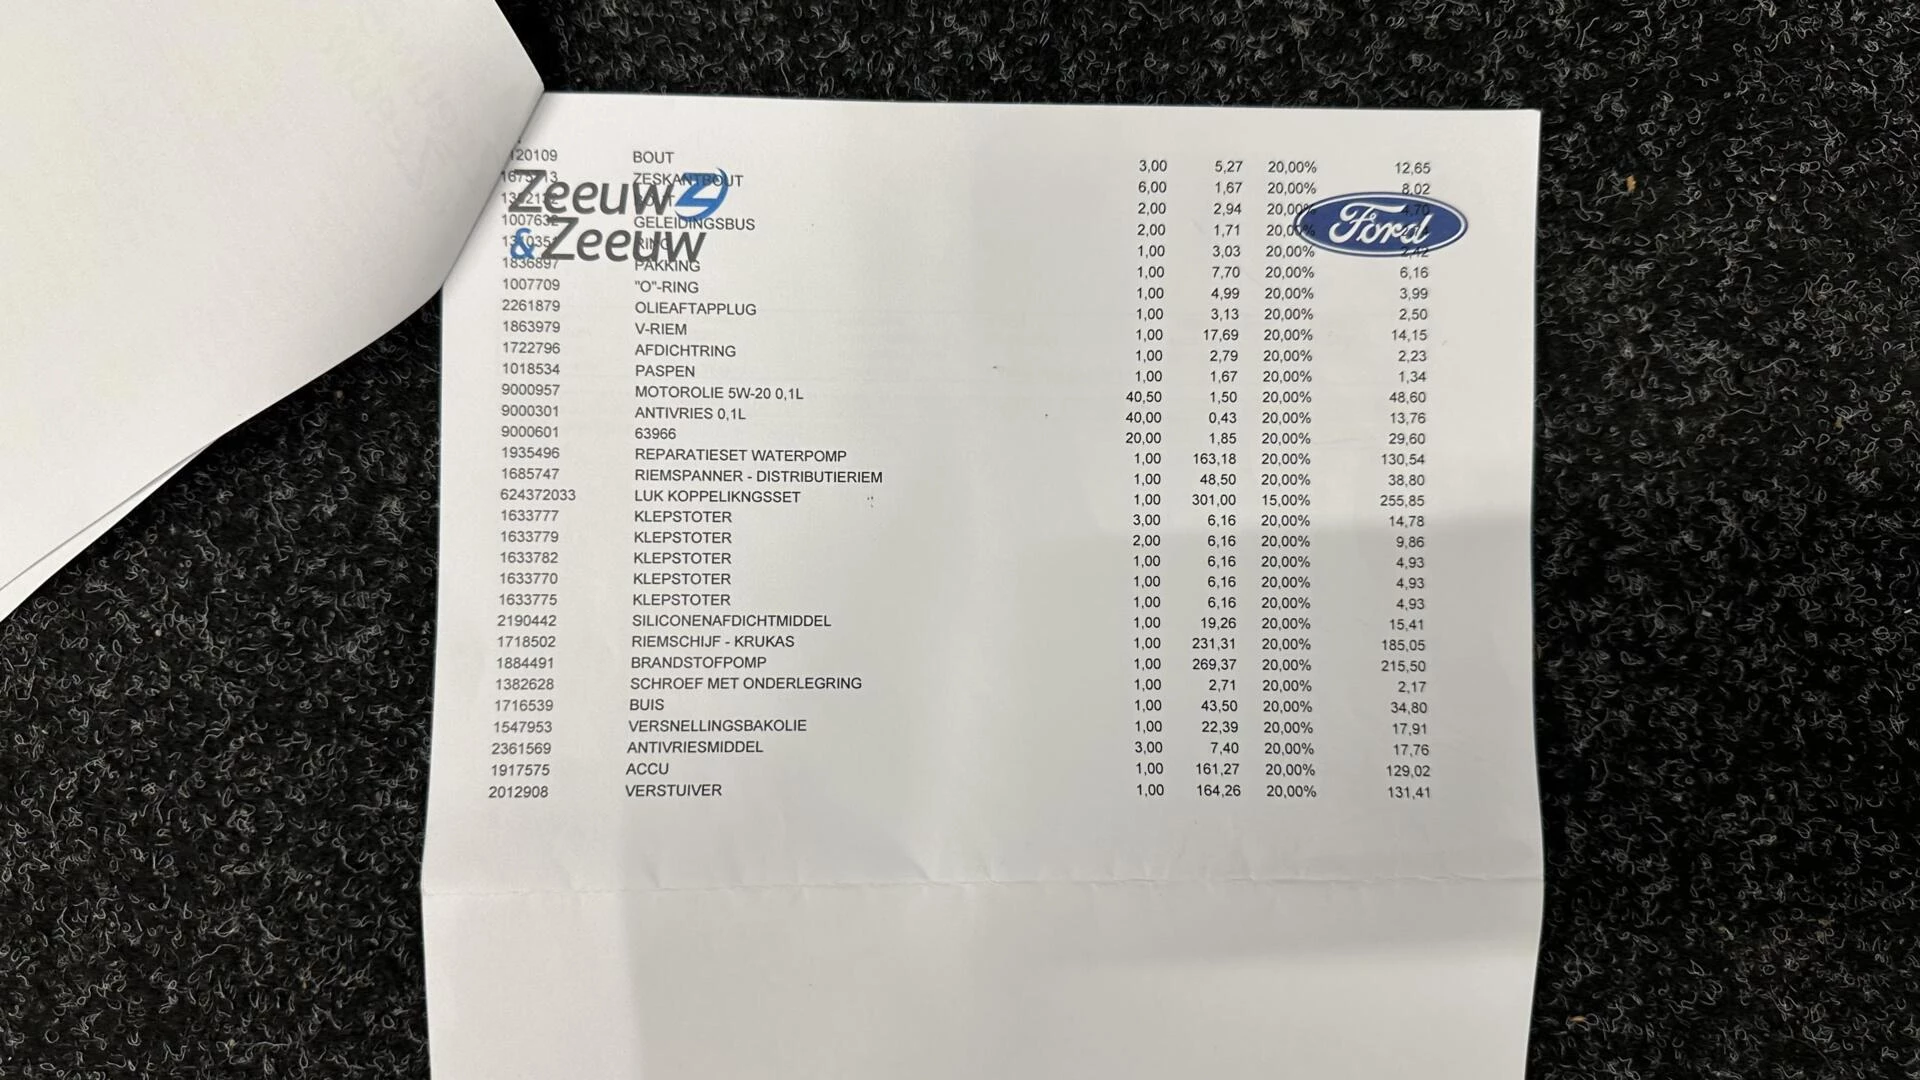 120109 BOUT 3,00 5,27 20,00% 12,65
ZESKANTBOUT 6,00 1,67 20,00% 8,02
Zeeuw
2,00 2,94 20,00% 4,70
1007632 GELEIDINGSBUS 2,00 1,71 20,00%
Ford
& Zeeuw
RING 1,00 3,03 20,00% 2,42
1836897 PAKKING 1,00 7,70 20,00% 6,16
1007709 "O"-RING 1,00 4,99 20,00% 3,99
2261879 OLIEAFTAPPLUG 1,00 3,13 20,00% 2,50
1863979 V-RIEM 1,00 17,69 20,00% 14,15
1722796 AFDICHTRING 1,00 2,79 20,00% 2,23
1018534 PASPEN 1,00 1,67 20,00% 1,34
9000957 MOTOROLIE 5W-20 0,1L 40,50 1,50 20,00% 48,60
9000301 ANTIVRIES 0,1L 40,00 0,43 20,00% 13,76
9000601 63966 20,00 1,85 20,00% 29,60
1935496 REPARATIESET WATERPOMP 1,00 163,18 20,00% 130,54
1685747 RIEMSPANNER - DISTRIBUTIERIEM 1,00 48,50 20,00% 38,80
624372033 LUK KOPPELIKNGSSET 1,00 301,00 15,00% 255,85
1633777 KLEPSTOTER 3,00 6,16 20,00% 14,78
1633779 KLEPSTOTER 2,00 6,16 20,00% 9,86
1633782 KLEPSTOTER 1,00 6,16 20,00% 4,93
1633770 KLEPSTOTER 1,00 6,16 20,00% 4,93
1633775 KLEPSTOTER 1,00 6,16 20,00% 4,93
2190442 SILICONENAFDICHTMIDDEL 1,00 19,26 20,00% 15,41
1718502 RIEMSCHIJF - KRUKAS 1,00 231,31 20,00% 185,05
1884491 BRANDSTOFPOMP 1,00 269,37 20,00% 215,50
1382628 SCHROEF MET ONDERLEGRING 1,00 2,71 20,00% 2,17
1716539 BUIS 1,00 43,50 20,00% 34,80
1547953 VERSNELLINGSBAKOLIE 1,00 22,39 20,00% 17,91
2361569 ANTIVRIESMIDDEL 3,00 7,40 20,00% 17,76
1917575 ACCU 1,00 161,27 20,00% 129,02
2012908 VERSTUIVER 1,00 164,26 20,00% 131,41